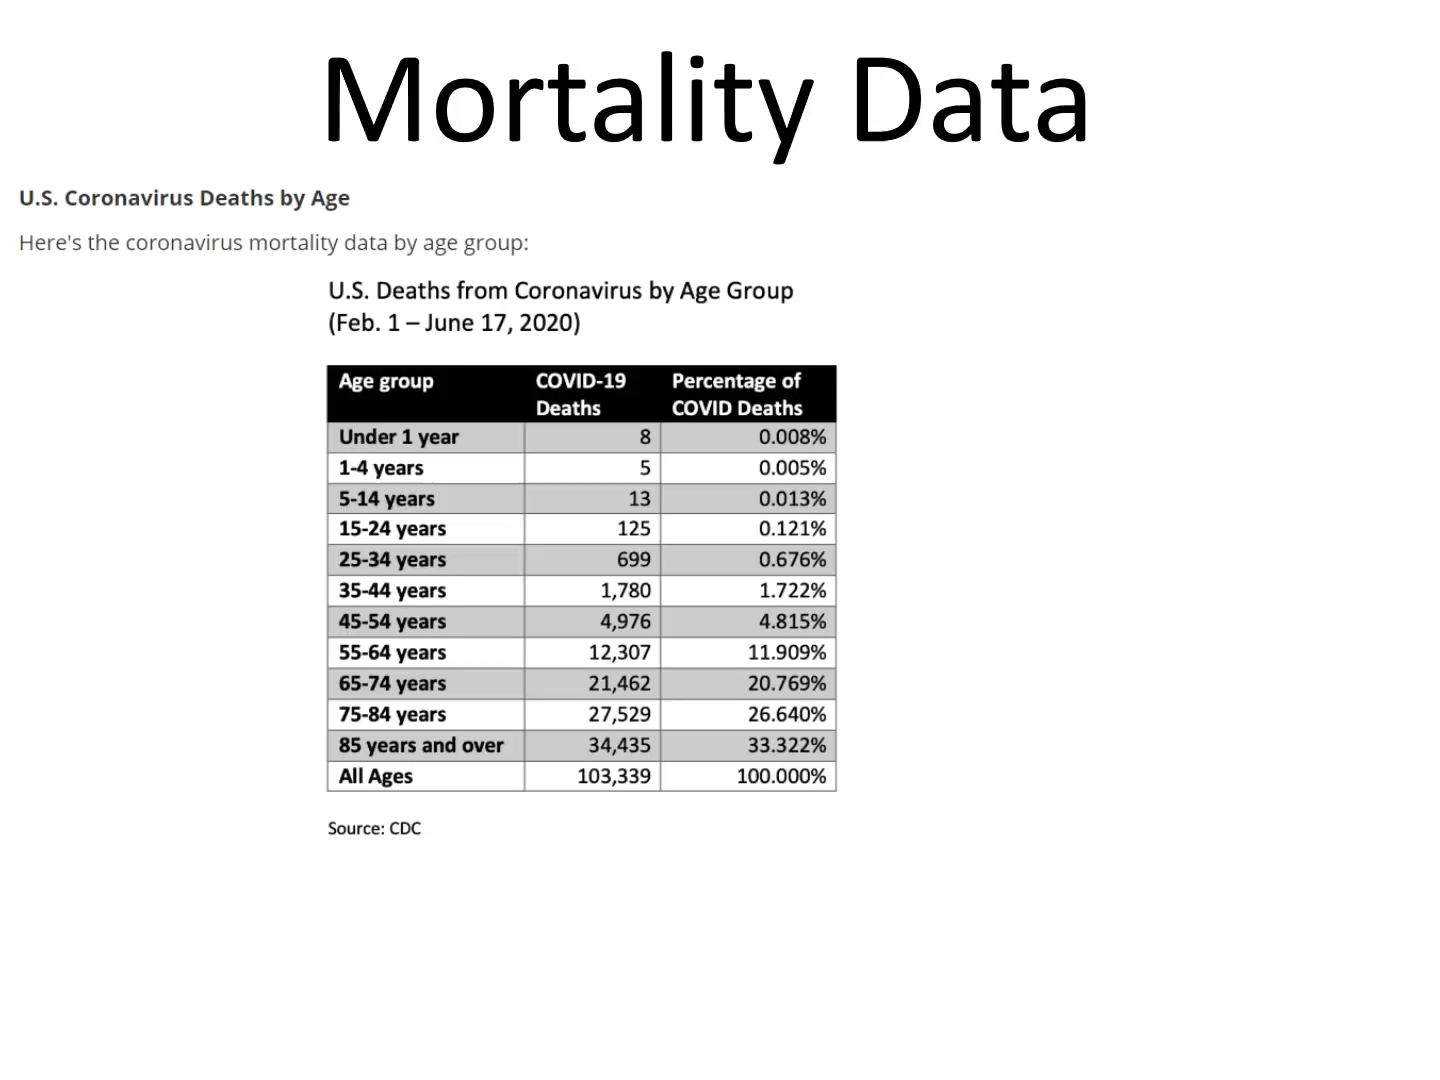 Mortality Data
U.S. Coronavirus Deaths by Age
Here's the coronavirus mortality data by age group:
U.S. Deaths from Coronavirus by Age Group
(Feb. 1 – June 17, 2020)
Age group COVID-19 Deaths Percentage of COVID Deaths
Under 1 year 8 0.008%
1-4 years 5 0.005%
5-14 years 13 0.013%
15-24 years 125 0.121%
25-34 years 699 0.676%
35-44 years 1,780 1.722%
45-54 years 4,976 4.815%
55-64 years 12,307 11.909%
65-74 years 21,462 20.769%
75-84 years 27,529 26.640%
85 years and over 34,435 33.322%
All Ages 103,339 100.000%
Source: CDC